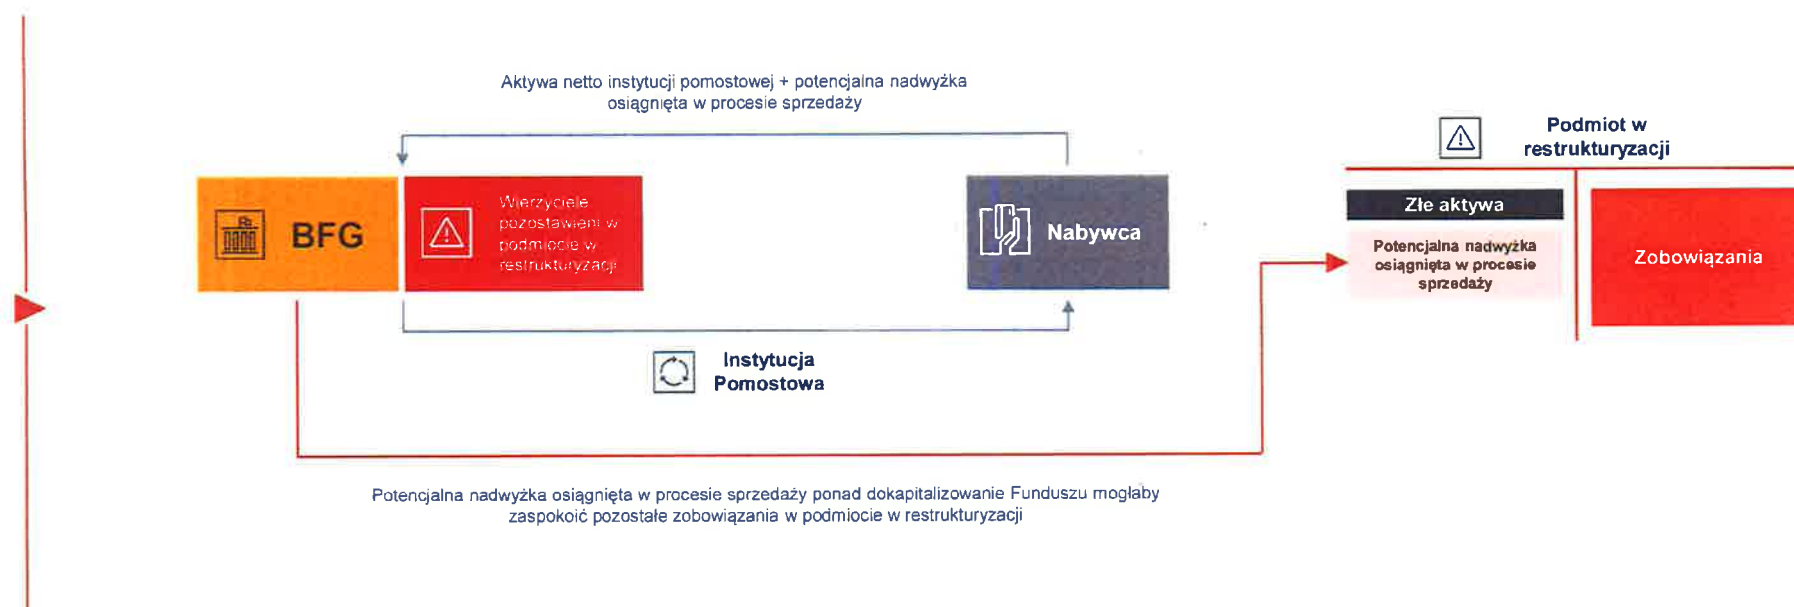 Aktywa netto instytucji pomostowej + potencjalna nadwyżka
osiągnięta w procesie sprzedaży
BFG
Wierzyciele
pozostawieni w
podmiocie w
restrukturyzacji
Nabywca
Instytucja
Pomostowa
Potencjalna nadwyżka osiągnięta w procesie sprzedaży ponad dokapitalizowanie Funduszu mogłaby
zaspokoić pozostałe zobowiązania w podmiocie w restrukturyzacji
Podmiot w
restrukturyzacji
Złe aktywa
Potencjalna nadwyżka
osiągnięta w procesie
sprzedaży
Zobowiązania